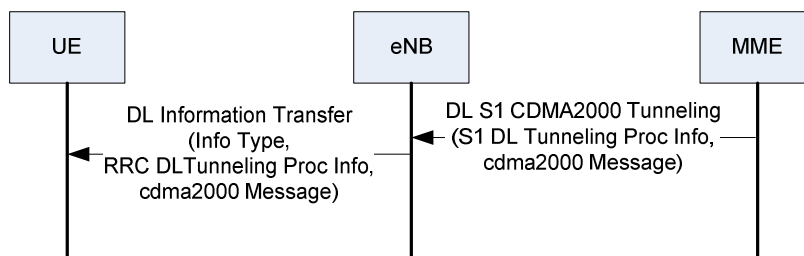 UE
eNB
MME
DL Information Transfer
(Info Type,
RRC DLTunneling Proc Info,
cdma2000 Message)
DL S1 CDMA2000 Tunneling
(S1 DL Tunneling Proc Info,
cdma2000 Message)